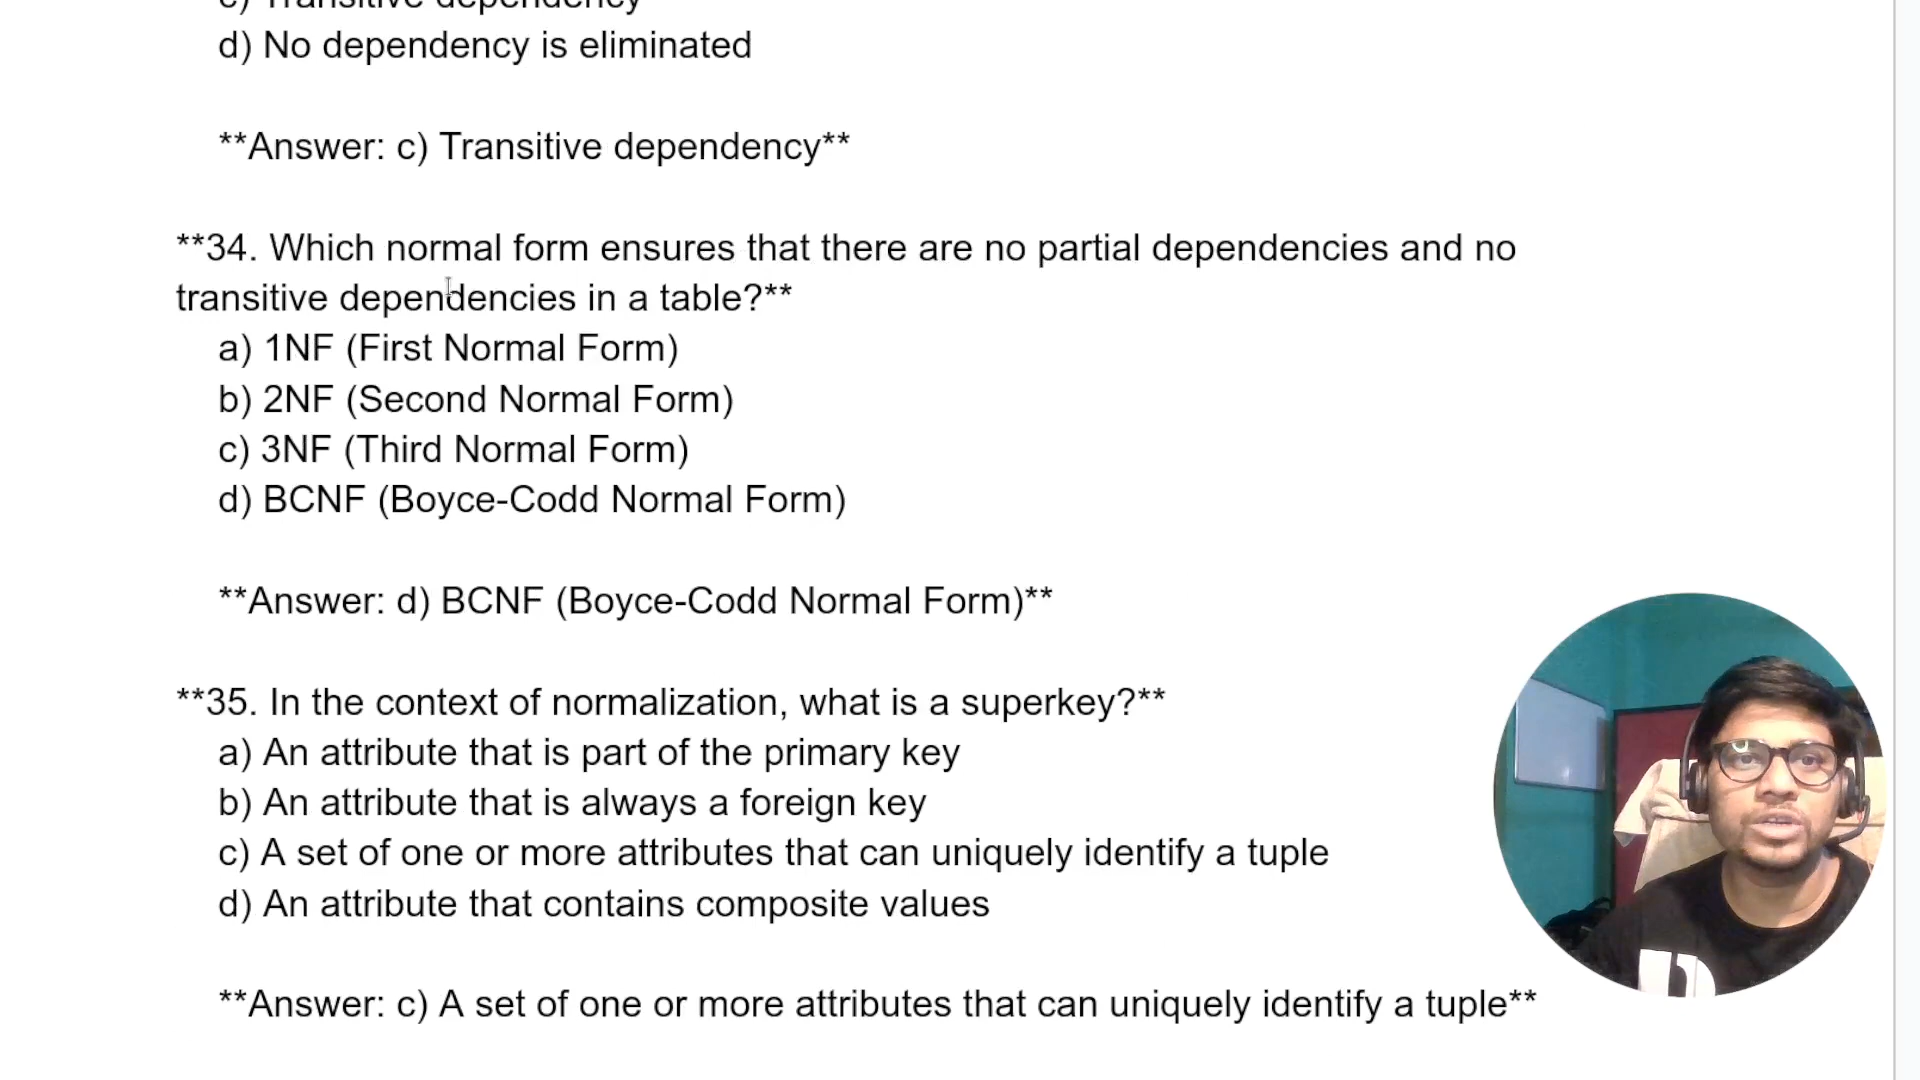 c) Transitive dependency
d) No dependency is eliminated
**Answer: c) Transitive dependency**
**34. Which normal form ensures that there are no partial dependencies and no
transitive dependencies in a table?**
a) 1NF (First Normal Form)
b) 2NF (Second Normal Form)
c) 3NF (Third Normal Form)
d) BCNF (Boyce-Codd Normal Form)
**Answer: d) BCNF (Boyce-Codd Normal Form)**
**35. In the context of normalization, what is a superkey?**
a) An attribute that is part of the primary key
b) An attribute that is always a foreign key
c) A set of one or more attributes that can uniquely identify a tuple
d) An attribute that contains composite values
**Answer: c) A set of one or more attributes that can uniquely identify a tuple**